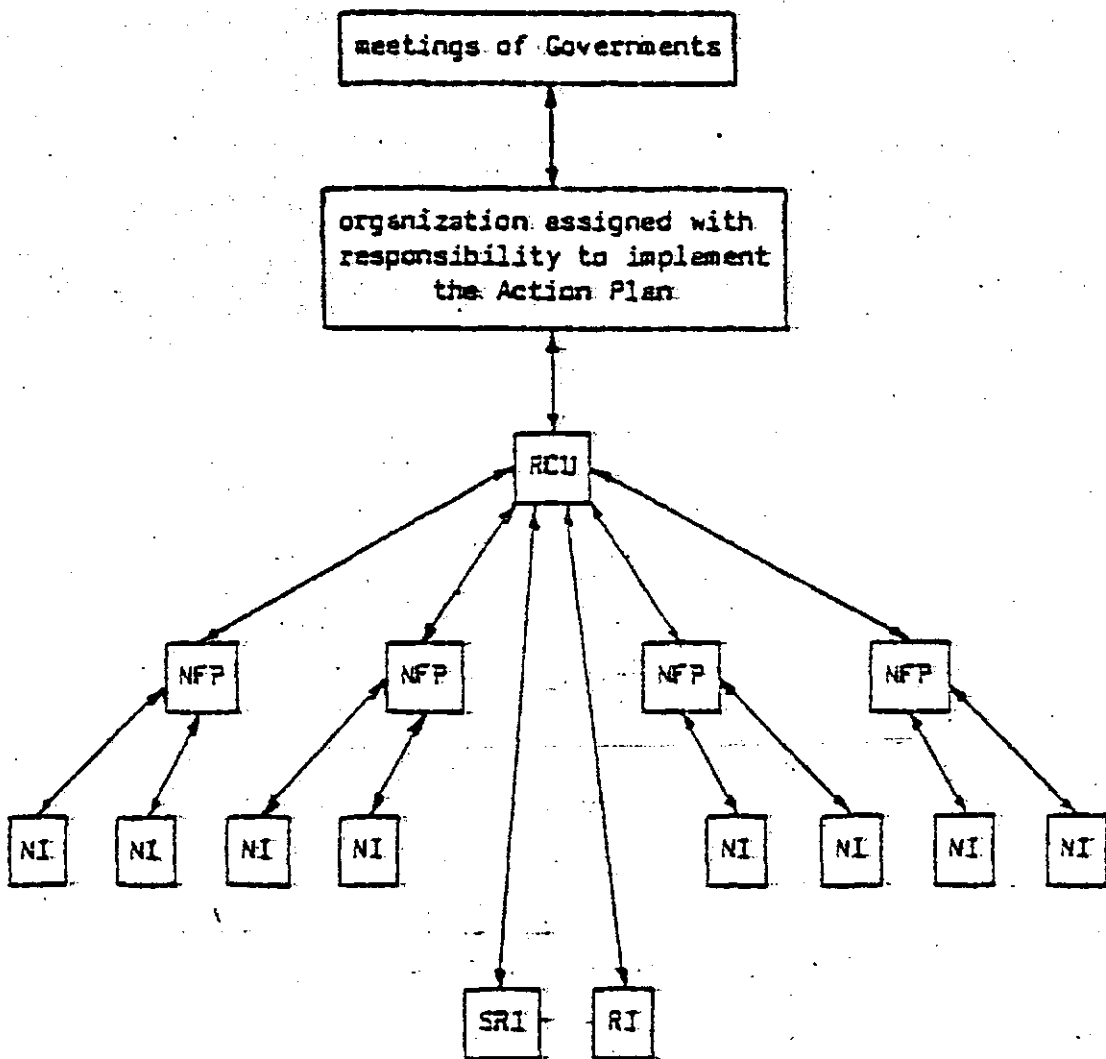 meetings of Governments
organization assigned with
responsibility to implement
the Action Plan
RCU
NFP NFP NFP NFP
NI NI NI NI NI NI NI NI
SRI RI